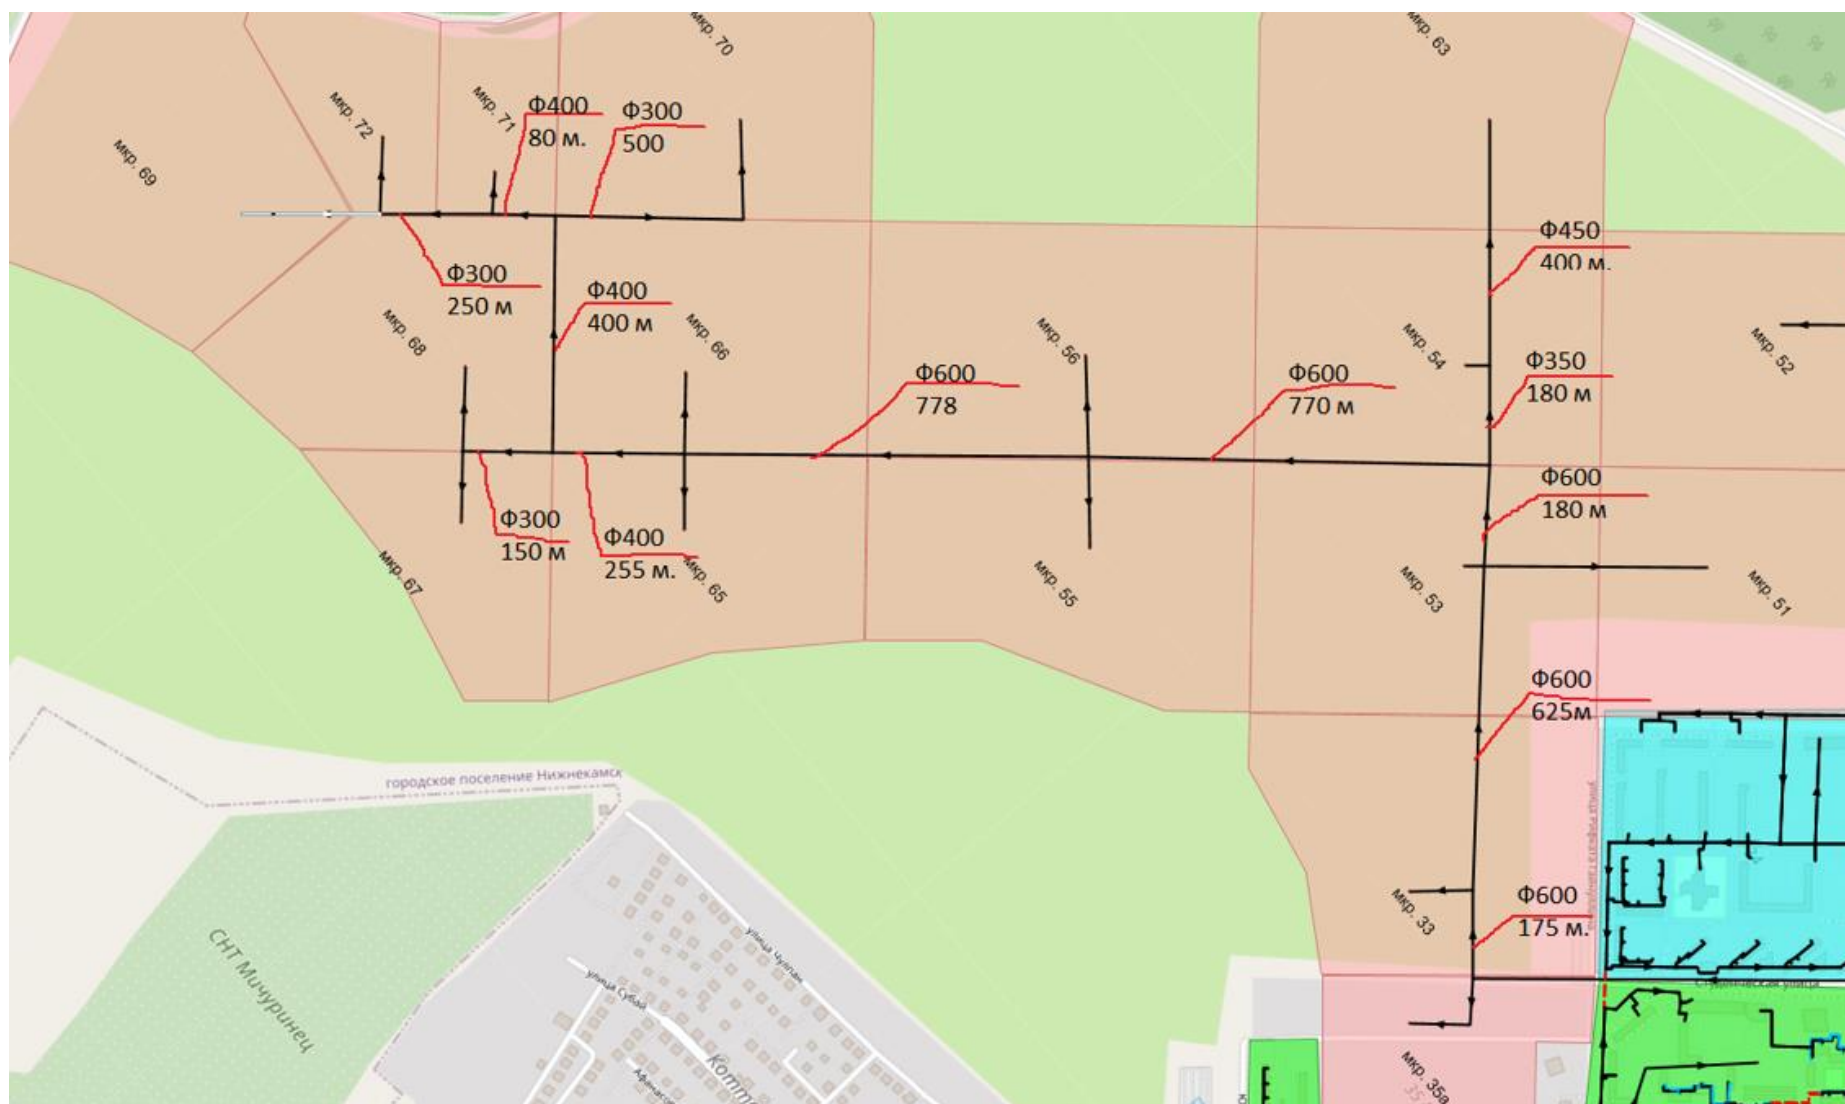 мкр. 70
мкр. 63
мкр. 72
мкр. 71
Ф400
80 м.
Ф300
500
мкр. 69
Ф450
400 м.
Ф300
250 м
Ф400
400 м
мкр. 68
мкр. 66
мкр. 56
мкр. 54
мкр. 52
Ф600
778
Ф600
770 м
Ф350
180 м
Ф600
180 м
Ф300
150 м
Ф400
255 м.
мкр. 67
мкр. 65
мкр. 55
мкр. 53
мкр. 51
Ф600
625м
городское поселение Нижнекамск
Ф600
175 м.
мкр. 33
СНТ Мичуринец
улица Чулпан
улица Субай
Студенческая улица
мкр. 35а